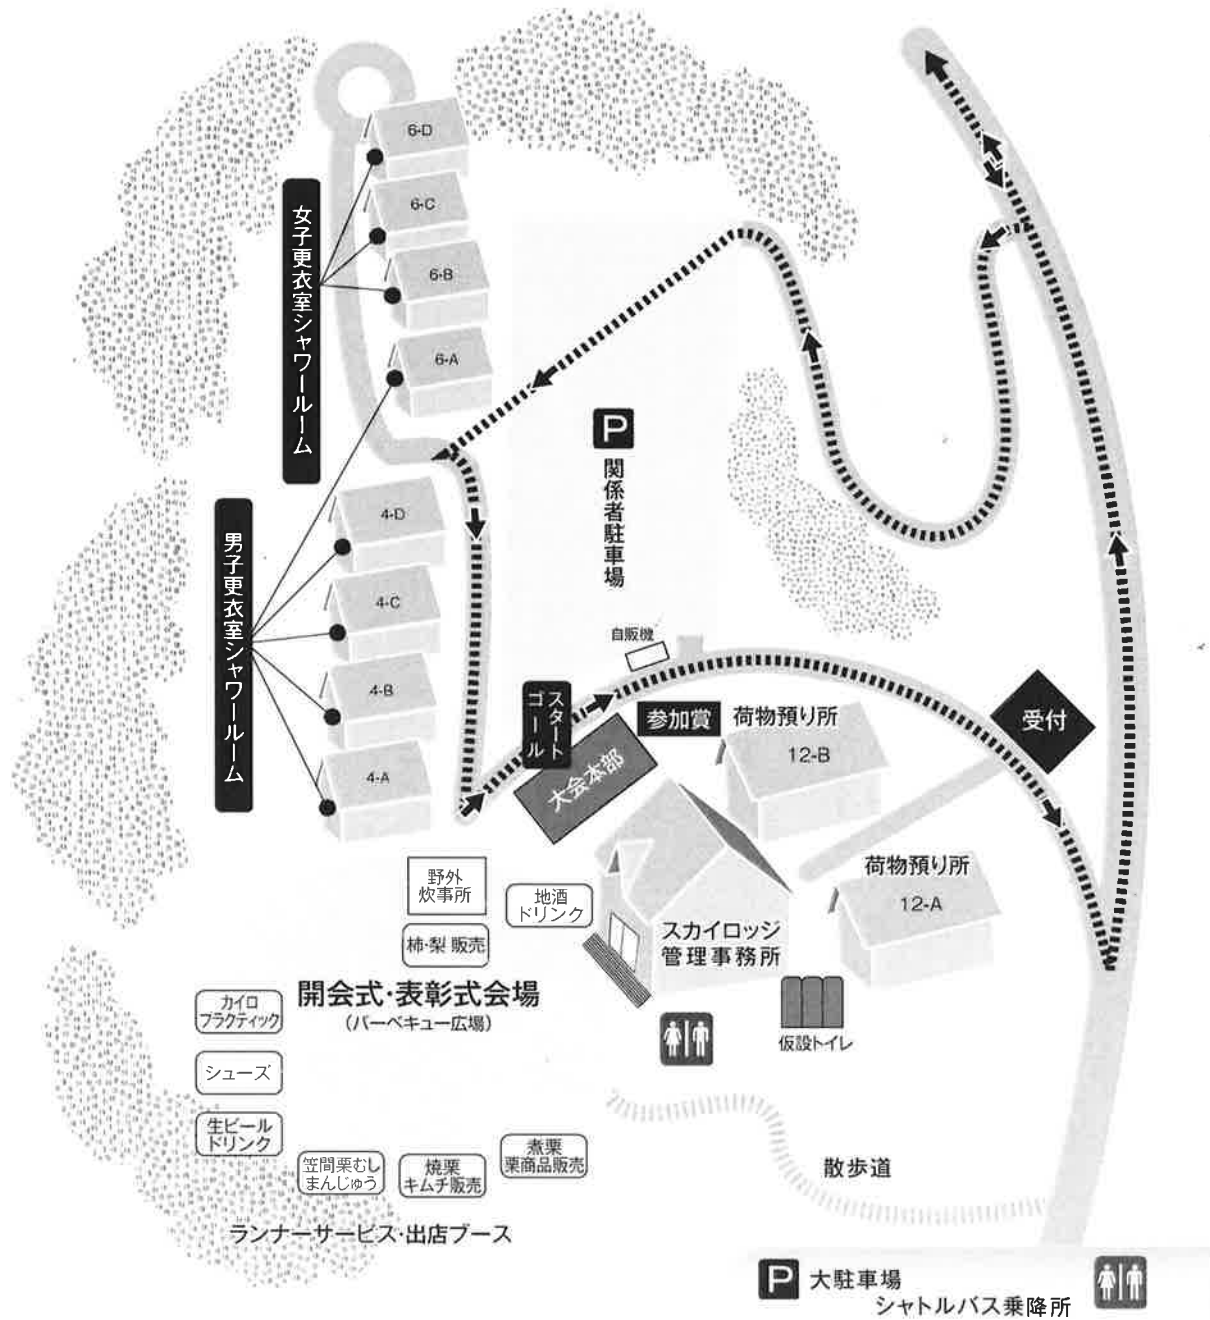 6-D
6-C
6-B
6-A
女子更衣室シャワールーム
P
関係者駐車場
4-D
4-C
4-B
4-A
男子更衣室シャワールーム
自販機
スタート
ゴール
参加賞
荷物預り所
12-B
受付
大会本部
荷物預り所
12-A
野外
炊事所
地酒
ドリンク
柿・梨 販売
スカイロッジ
管理事務所
開会式・表彰式会場
(バーベキュー広場)
カイロ
プラクティック
仮設トイレ
シューズ
生ビール
ドリンク
笠間栗むし
まんじゅう
焼栗
キムチ販売
煮栗
栗商品販売
散歩道
ランナーサービス・出店ブース
P
大駐車場
シャトルバス乗降所